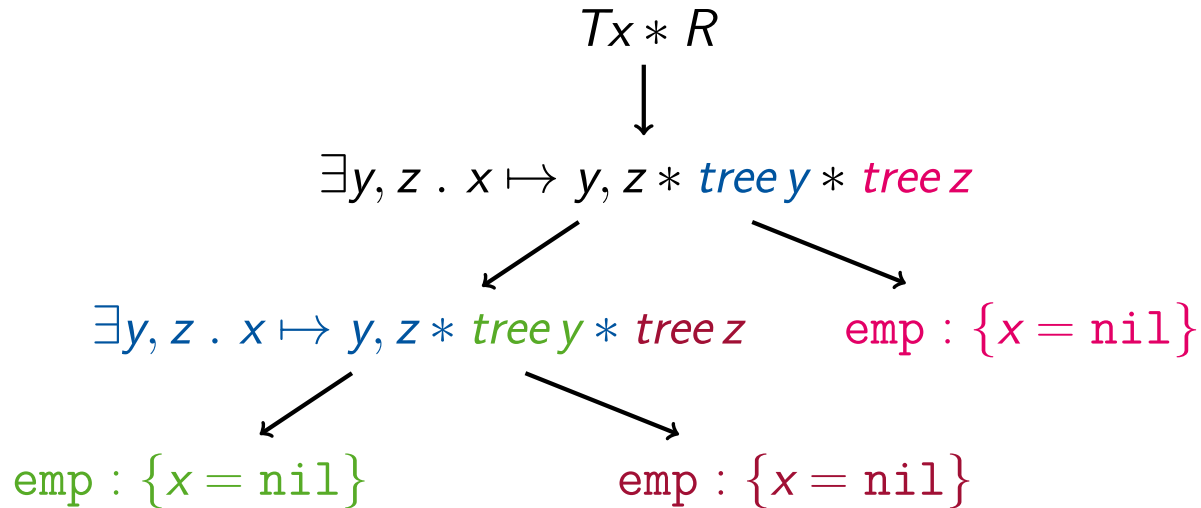 Tx ∗ R
∃y, z . x ↦ y, z ∗ tree y ∗ tree z
∃y, z . x ↦ y, z ∗ tree y ∗ tree z
emp : {x = nil}
emp : {x = nil}
emp : {x = nil}